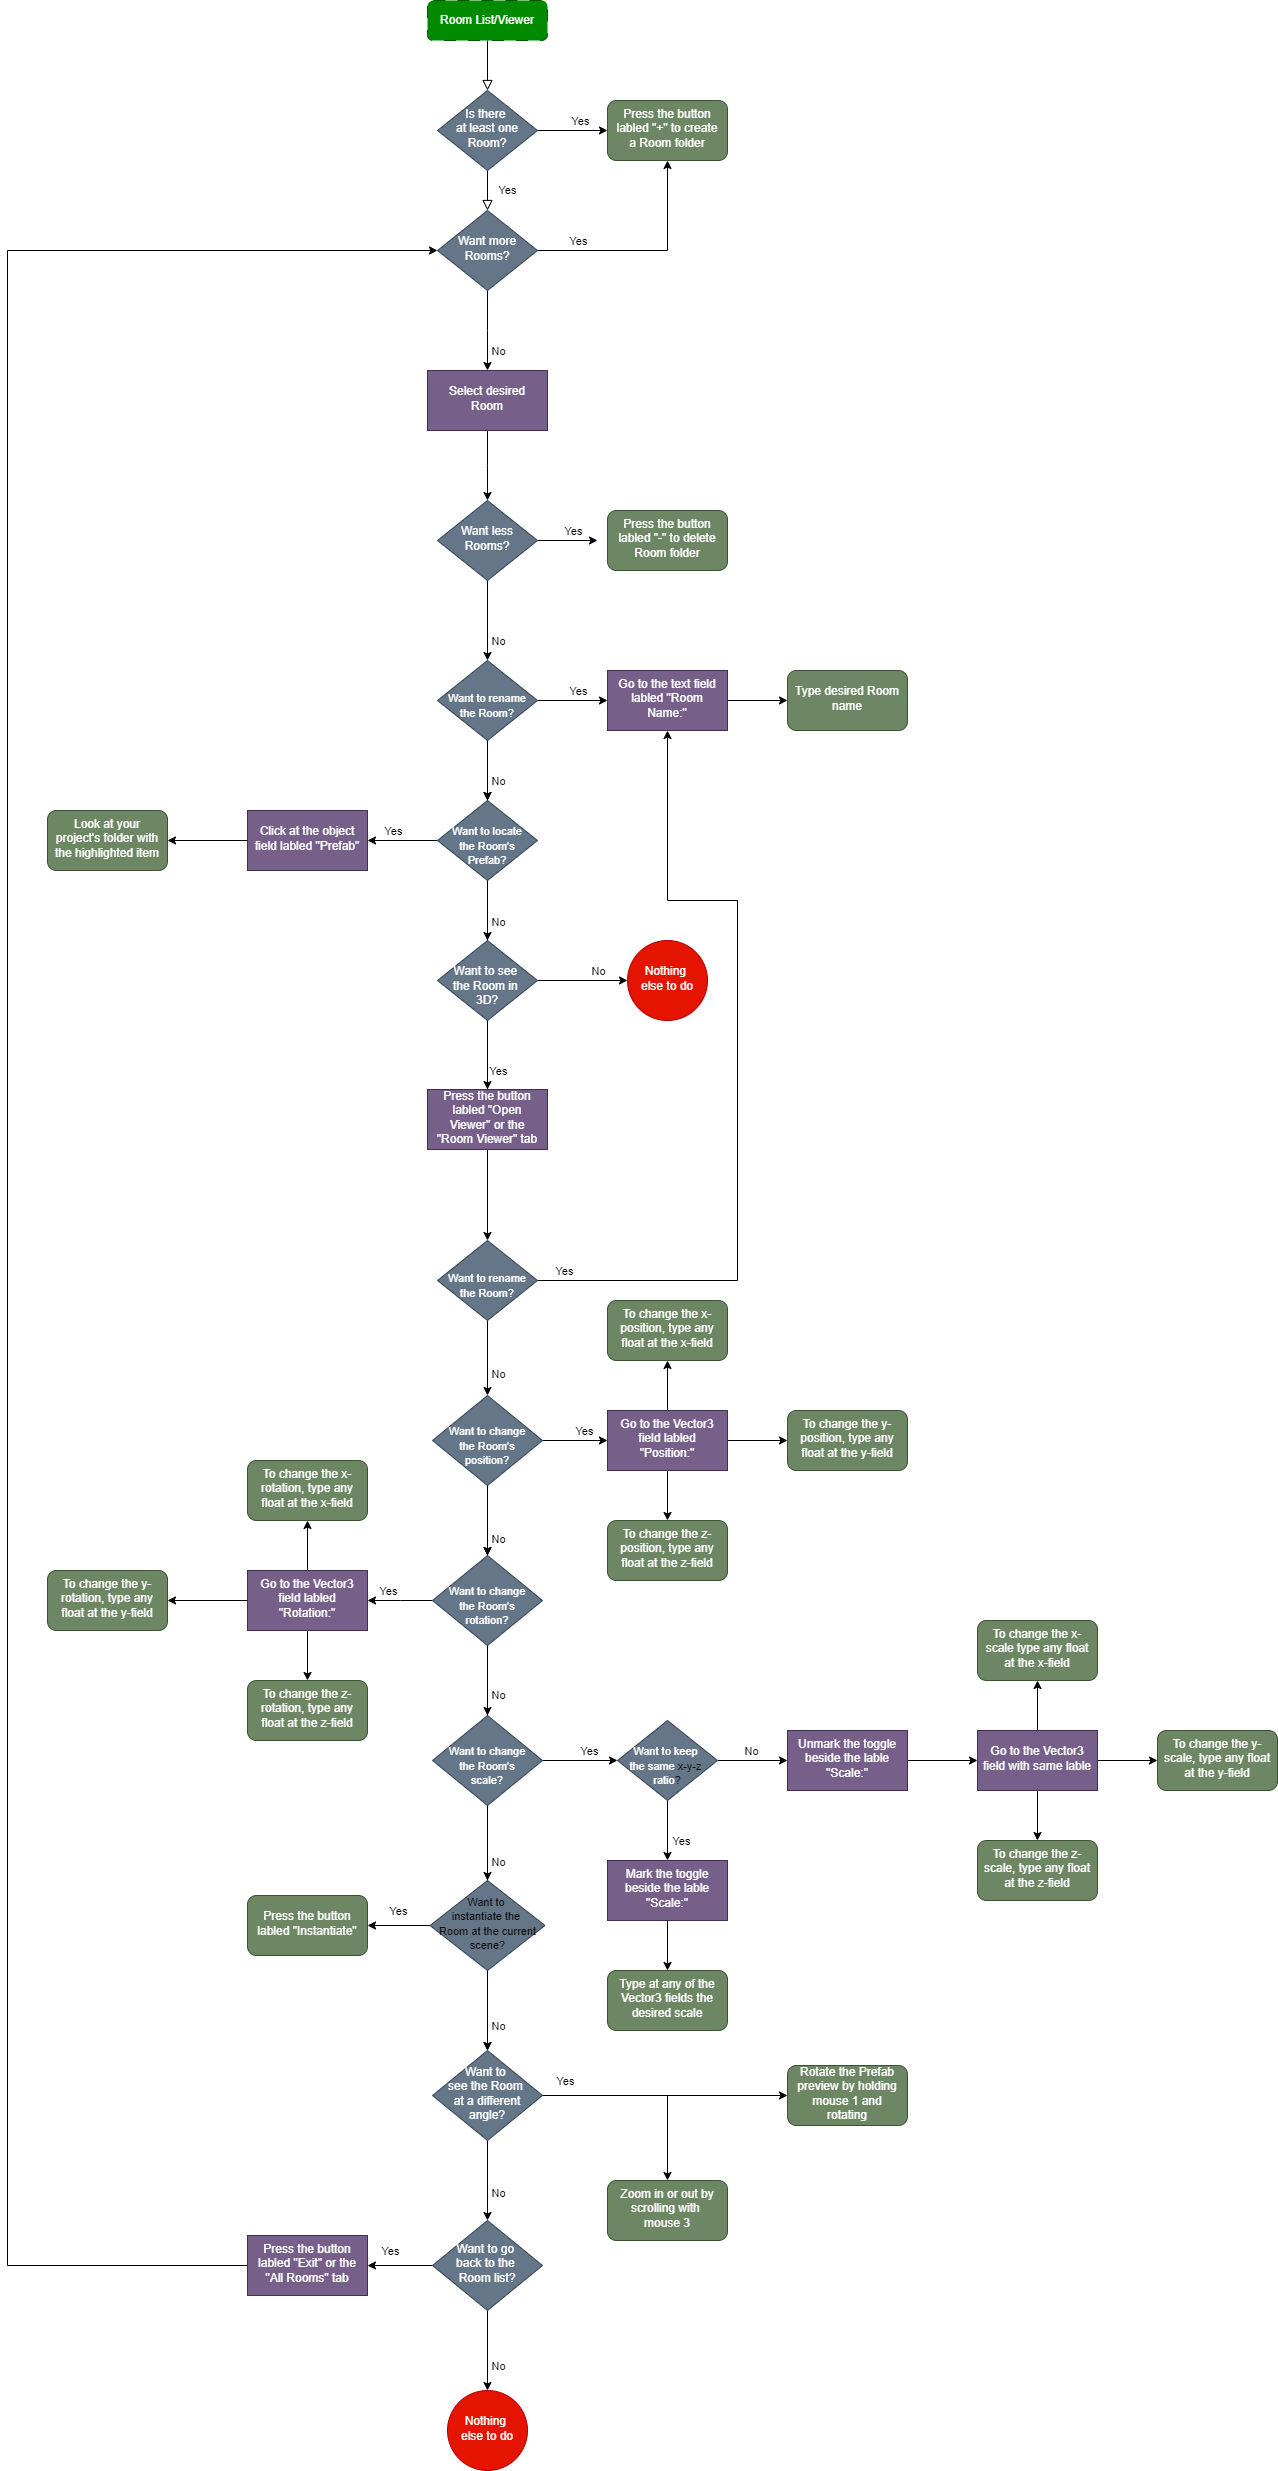 Room List/Viewer
Is there
at least one
Room?
Yes
Press the button
labled "+" to create
a Room folder
Yes
Want more
Rooms?
Yes
No
Select desired
Room
Want less
Rooms?
Yes
Press the button
labled "-" to delete
Room folder
No
Want to rename
the Room?
Yes
Go to the text field
labled "Room
Name:"
Type desired Room
name
No
Want to locate
the Room's
Prefab?
Yes
Click at the object
field labled "Prefab"
Look at your
project's folder with
the highlighted item
No
Want to see
the Room in
3D?
No
Nothing
else to do
Yes
Press the button
labled "Open
Viewer" or the
"Room Viewer" tab
Want to rename
the Room?
Yes
No
To change the x-
position, type any
float at the x-field
Want to change
the Room's
position?
Yes
Go to the Vector3
field labled
"Position:"
To change the y-
position, type any
float at the y-field
To change the z-
position, type any
float at the z-field
No
To change the x-
rotation, type any
float at the x-field
Want to change
the Room's
rotation?
Yes
Go to the Vector3
field labled
"Rotation:"
To change the y-
rotation, type any
float at the y-field
To change the z-
rotation, type any
float at the z-field
No
Want to change
the Room's
scale?
Yes
Want to keep
the same x-y-z
ratio?
No
Unmark the toggle
beside the lable
"Scale:"
Go to the Vector3
field with same lable
To change the x-
scale type any float
at the x-field
To change the y-
scale, type any float
at the y-field
To change the z-
scale, type any float
at the z-field
Yes
Mark the toggle
beside the lable
"Scale:"
Type at any of the
Vector3 fields the
desired scale
No
Want to
instantiate the
Room at the current
scene?
Yes
Press the button
labled "Instantiate"
No
Want to
see the Room
at a different
angle?
Yes
Rotate the Prefab
preview by holding
mouse 1 and
rotating
Zoom in or out by
scrolling with
mouse 3
No
Want to go
back to the
Room list?
Yes
Press the button
labled "Exit" or the
"All Rooms" tab
No
Nothing
else to do